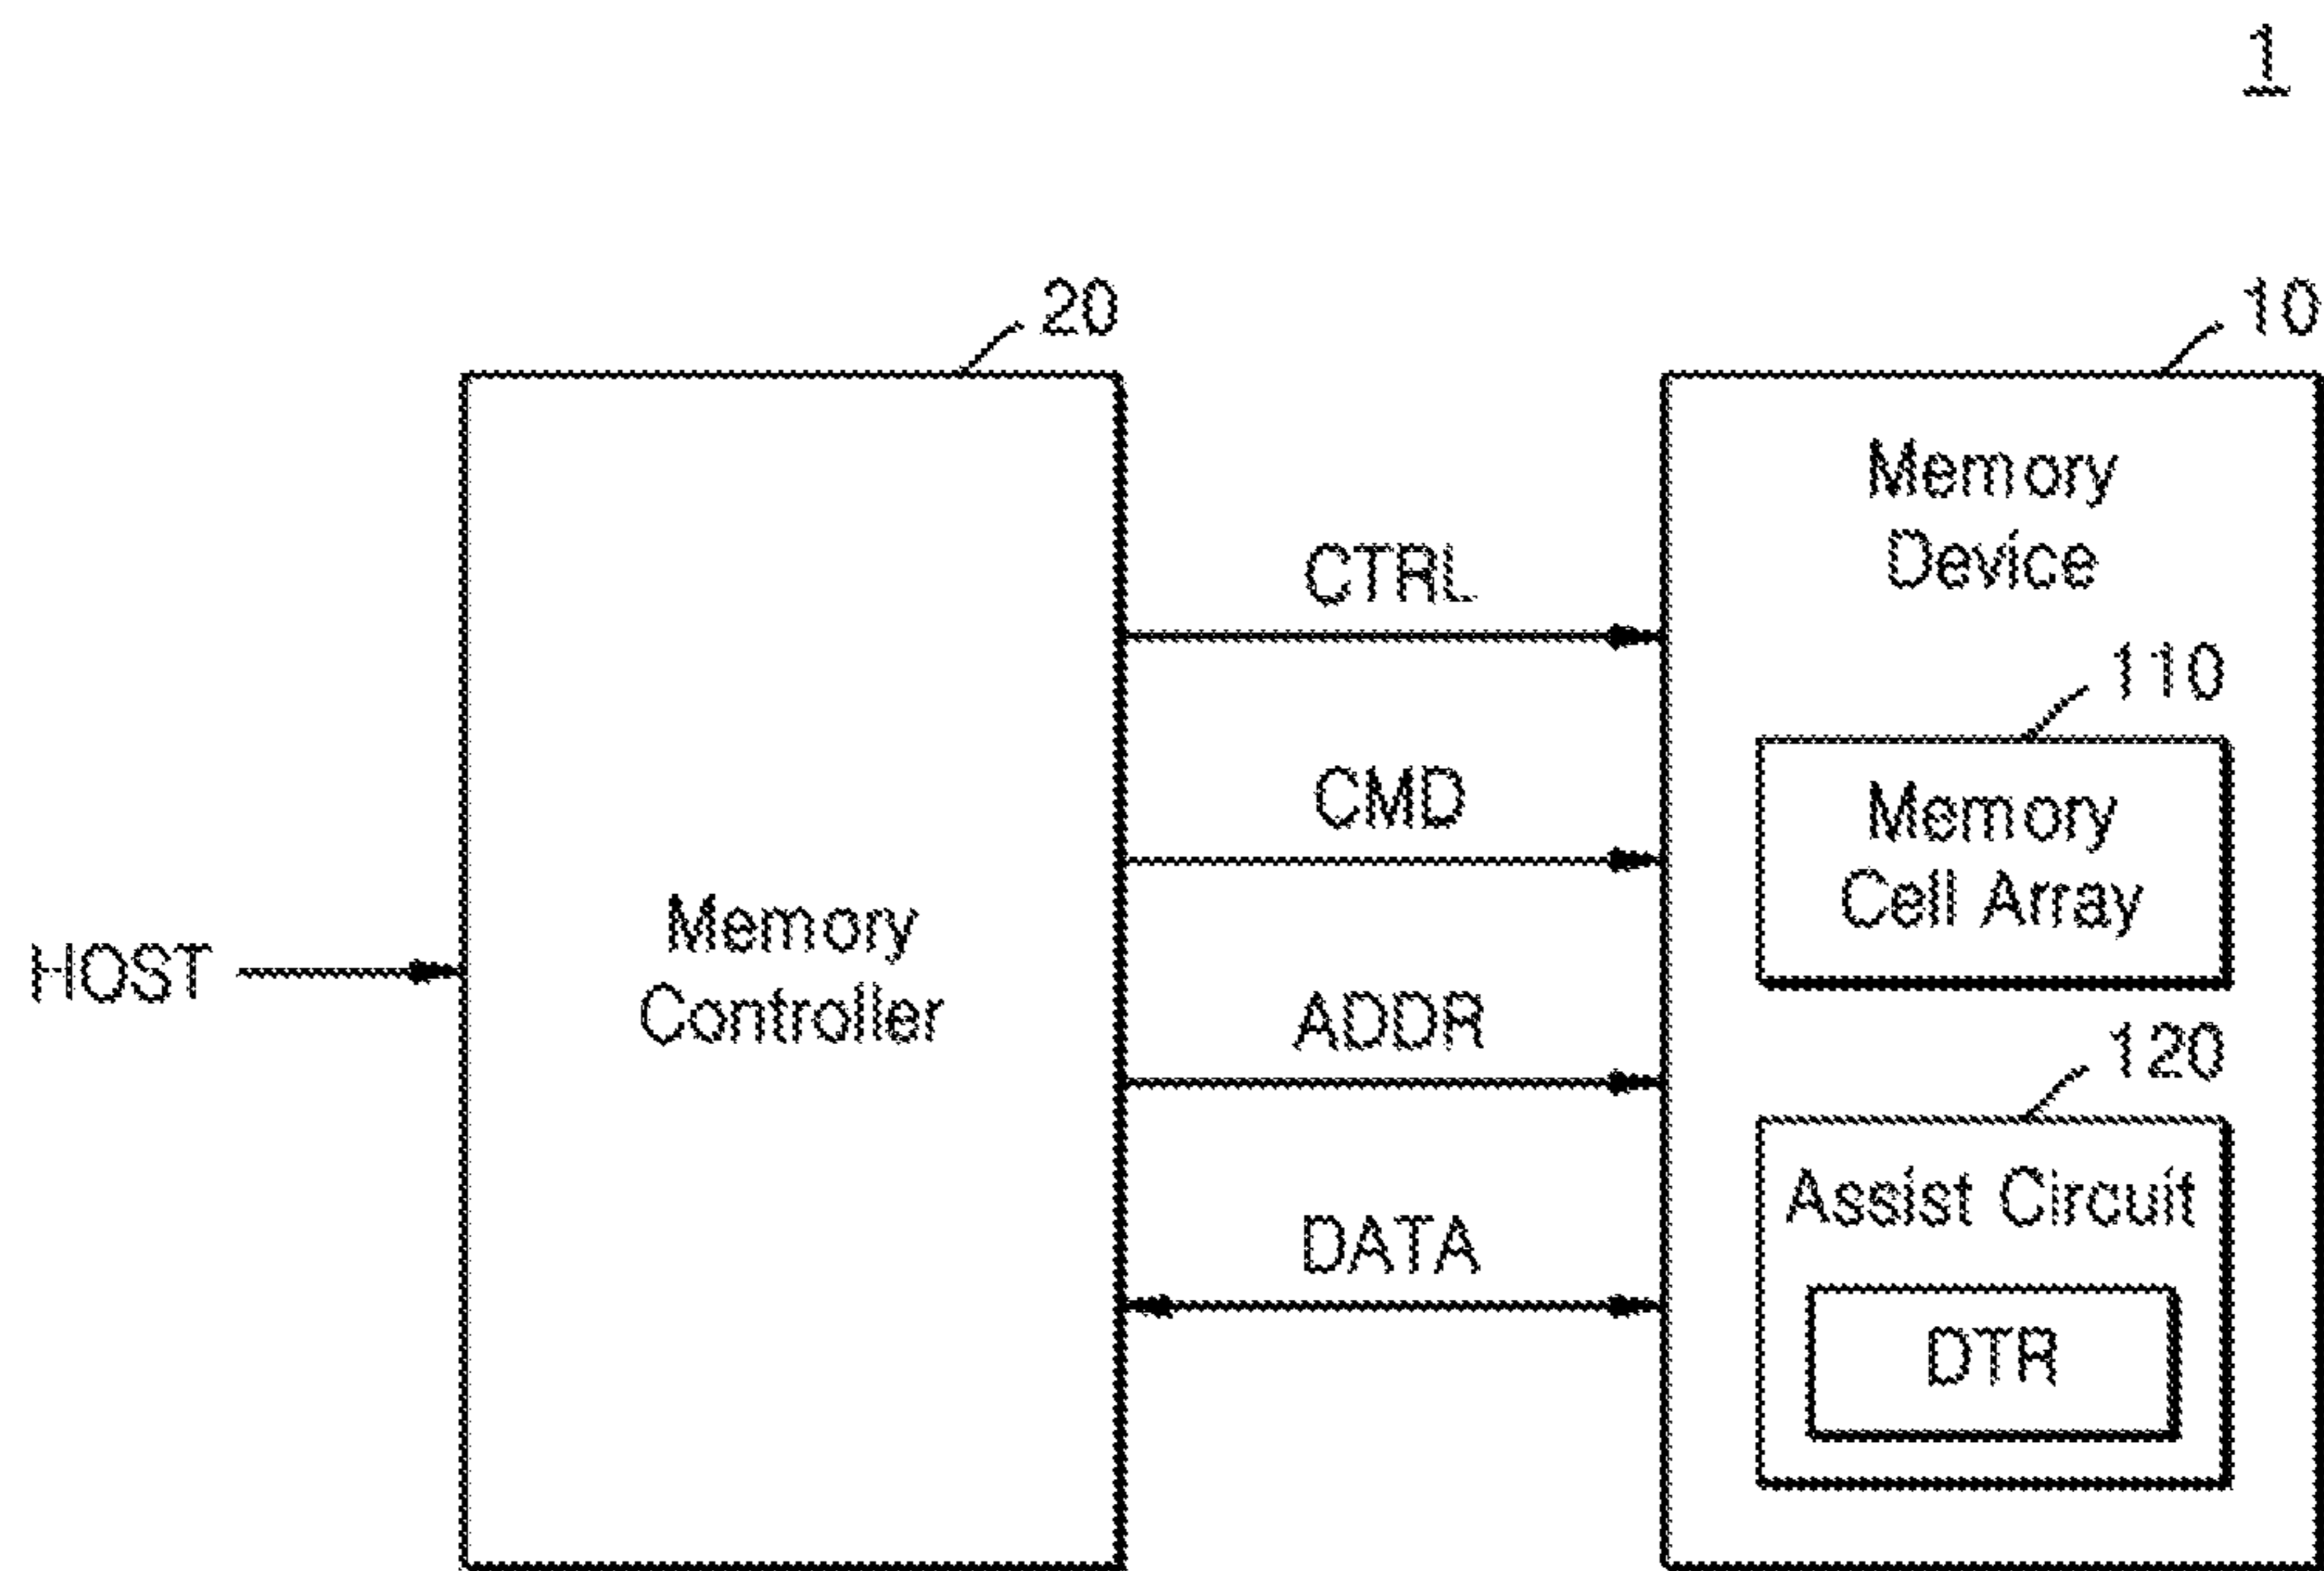 1
20
10
Memory
Device
CTRL
110
CMD
Memory
Cell Array
Memory
Controller
HOST
ADDR
120
Assist Circuit
DATA
DTR